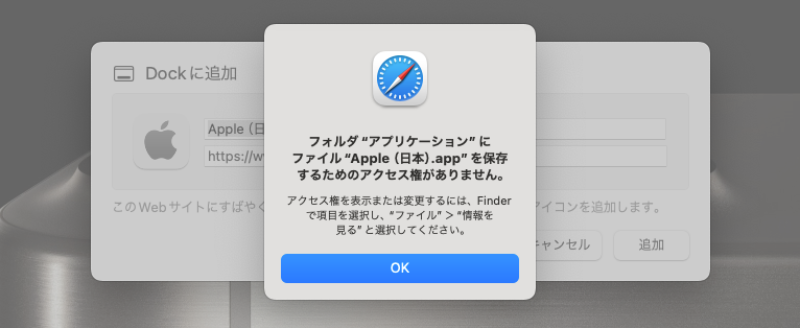 Dockに追加
Apple（日
https://w
このWebサイトにすばやく
アイコンを追加します。
キャンセル
追加
フォルダ“アプリケーション”に
ファイル“Apple（日本）.app”を保存
するためのアクセス権がありません。
アクセス権を表示または変更するには、Finder
で項目を選択し、“ファイル”＞“情報を
見る”と選択してください。
OK